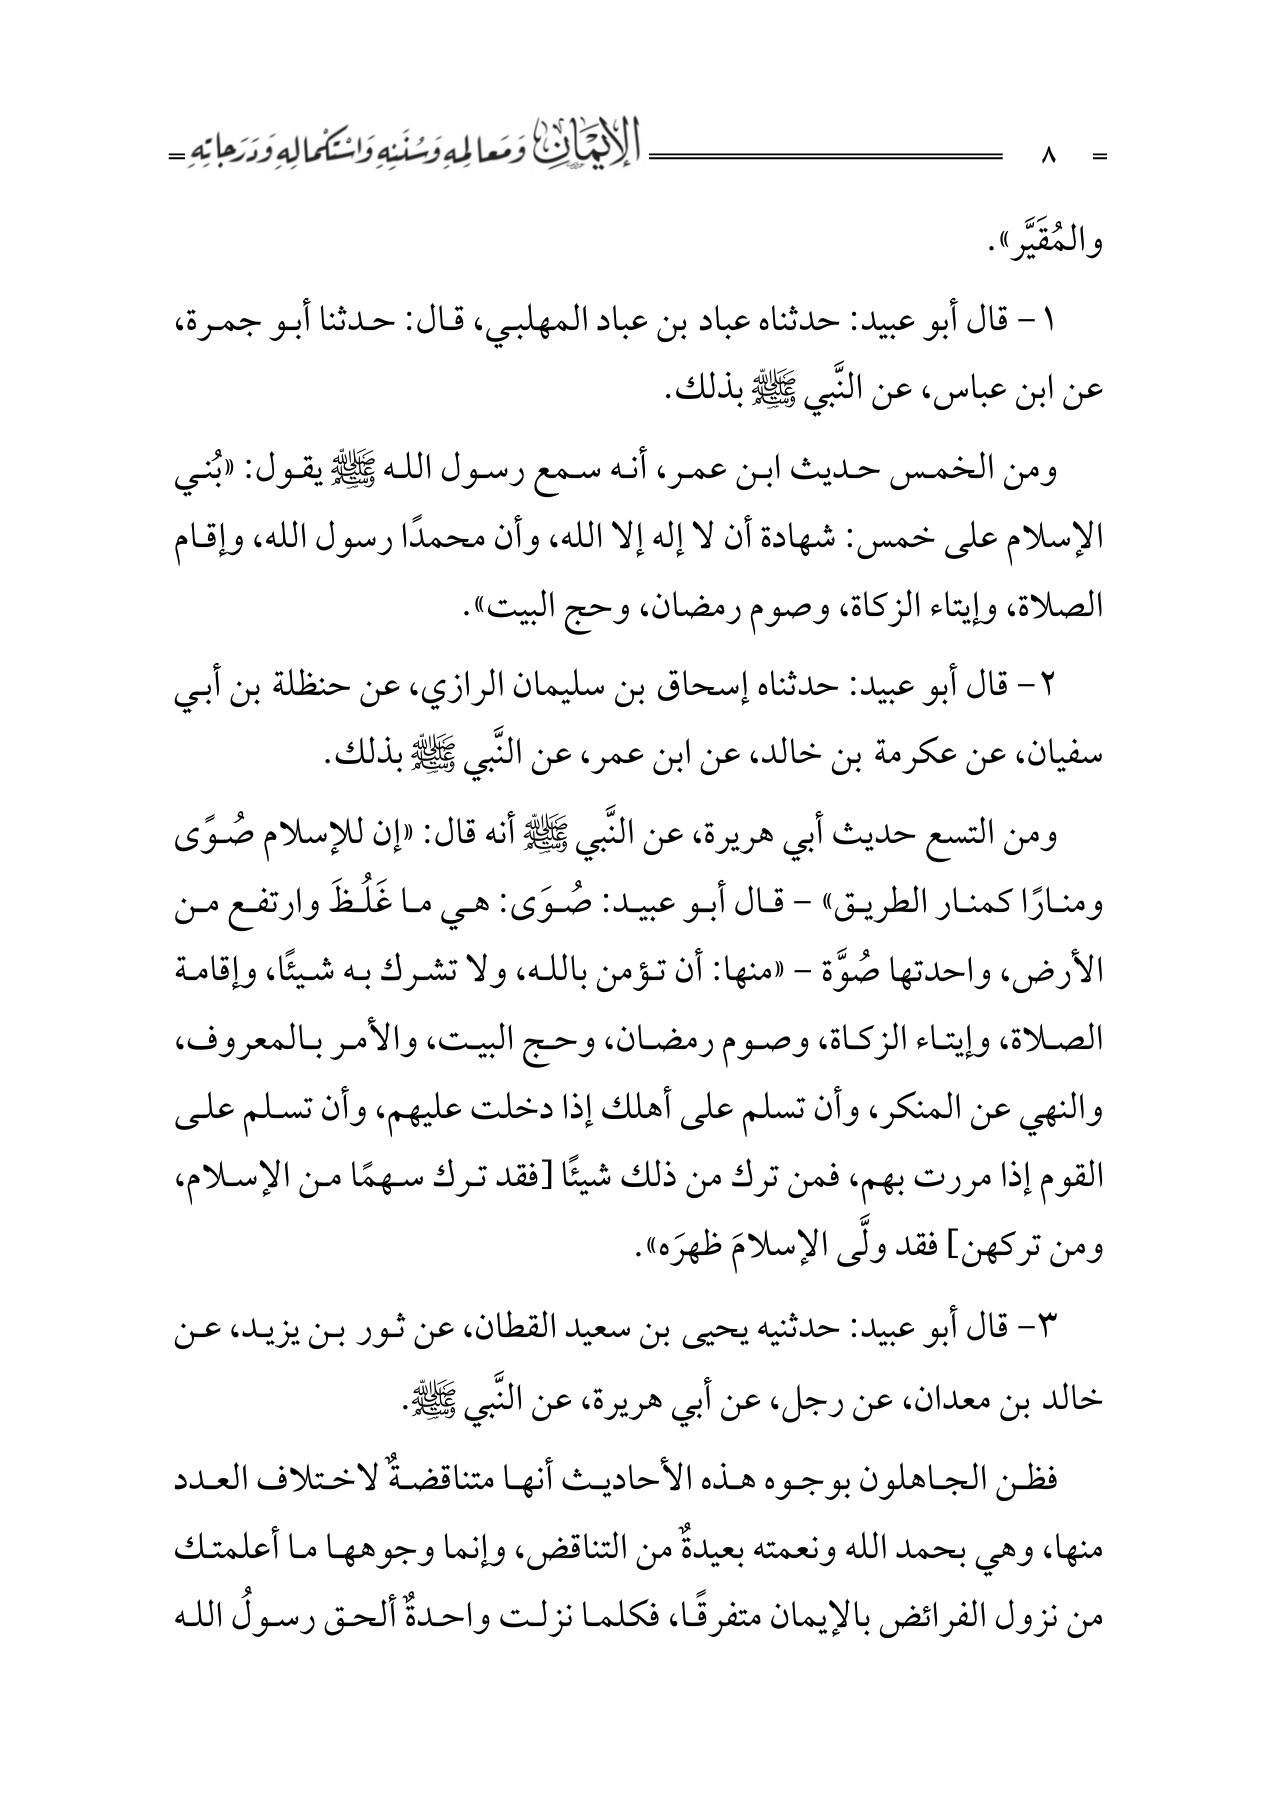 ٨ الإِيْمَان وَمَعالمِهِ وَسُنَنِهِ وَاسْتكْمالِهِ وَدَرَجاتِهِ
والمُقَيَّر».
١- قال أبو عبيد: حدثناه عباد بن عباد المهلبي، قال: حدثنا أبو جمرة،
عن ابن عباس، عن النَّبي ﷺ بذلك.
ومن الخمس حديث ابن عمر، أنه سمع رسول الله ﷺ يقول: «بُني
الإسلام على خمس: شهادة أن لا إله إلا الله، وأن محمدًا رسول الله، وإقام
الصلاة، وإيتاء الزكاة، وصوم رمضان، وحج البيت».
٢- قال أبو عبيد: حدثناه إسحاق بن سليمان الرازي، عن حنظلة بن أبي
سفيان، عن عكرمة بن خالد، عن ابن عمر، عن النَّبي ﷺ بذلك.
ومن التسع حديث أبي هريرة، عن النَّبي ﷺ أنه قال: «إن للإسلام صُوًى
ومنارًا كمنار الطريق» – قال أبو عبيد: صُوَى: هي ما غَلُظَ وارتفع من
الأرض، واحدتها صُوَّة – «منها: أن تؤمن بالله، ولا تشرك به شيئًا، وإقامة
الصلاة، وإيتاء الزكاة، وصوم رمضان، وحج البيت، والأمر بالمعروف،
والنهي عن المنكر، وأن تسلم على أهلك إذا دخلت عليهم، وأن تسلم على
القوم إذا مررت بهم، فمن ترك من ذلك شيئًا [فقد ترك سهمًا من الإسلام،
ومن تركهن] فقد ولَّى الإسلامَ ظهرَه».
٣- قال أبو عبيد: حدثنيه يحيى بن سعيد القطان، عن ثور بن يزيد، عن
خالد بن معدان، عن رجل، عن أبي هريرة، عن النَّبي ﷺ.
فظن الجاهلون بوجوه هذه الأحاديث أنها متناقضةٌ لاختلاف العدد
منها، وهي بحمد الله ونعمته بعيدةٌ من التناقض، وإنما وجوهها ما أعلمتك
من نزول الفرائض بالإيمان متفرقًا، فكلما نزلت واحدةٌ ألحق رسولُ الله